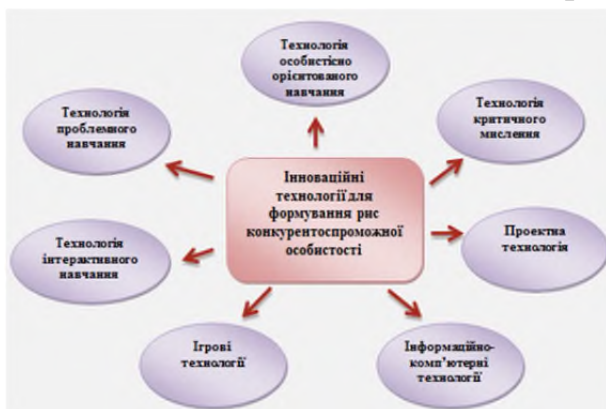 Технологія
особистісно
орієнтованого
навчання
Технологія
проблемного
навчання
Технологія
критичного
мислення
Інноваційні
технології для
формування рис
конкурентоспроможної
особистості
Технологія
інтерактивного
навчання
Проектна
технологія
Ігрові
технології
Інформаційно-
комп'ютерні
технології